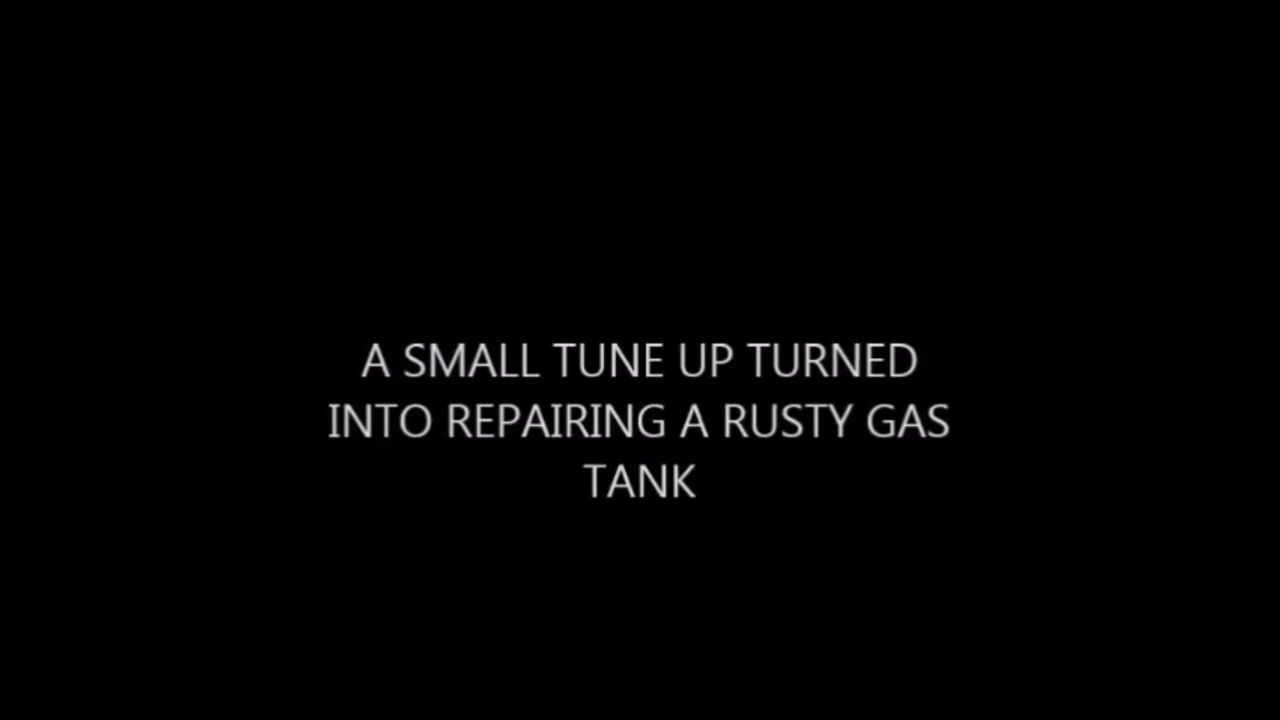 A SMALL TUNE UP TURNED
INTO REPAIRING A RUSTY GAS
TANK